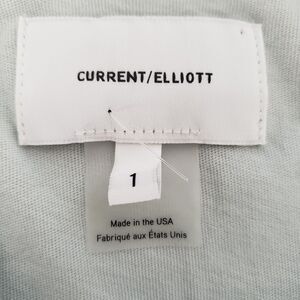 CURRENT/ELLIOTT
1
Made in the USA
Fabriqué aux États Unis